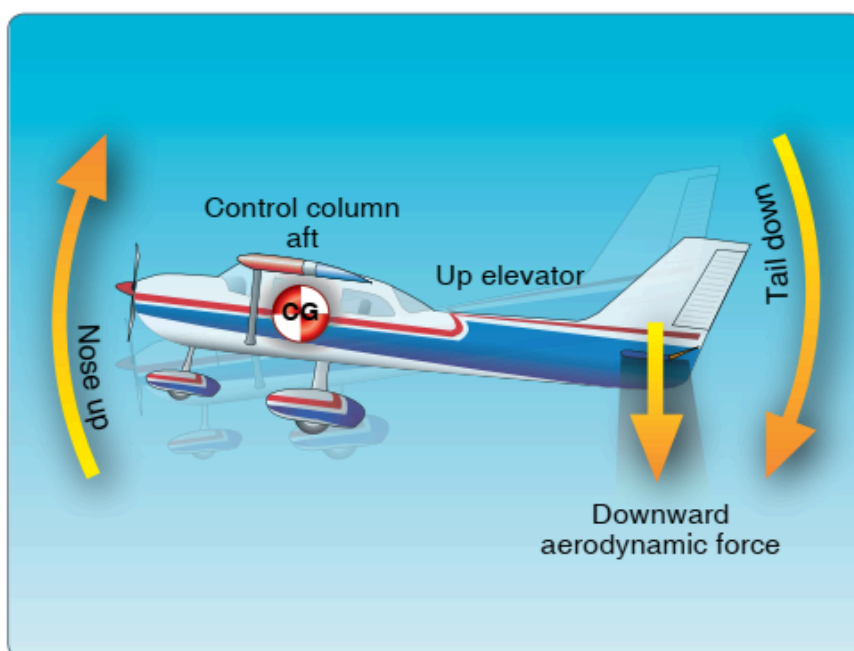 Control column
aft
Up elevator
CG
Nose up
Tail down
Downward
aerodynamic force